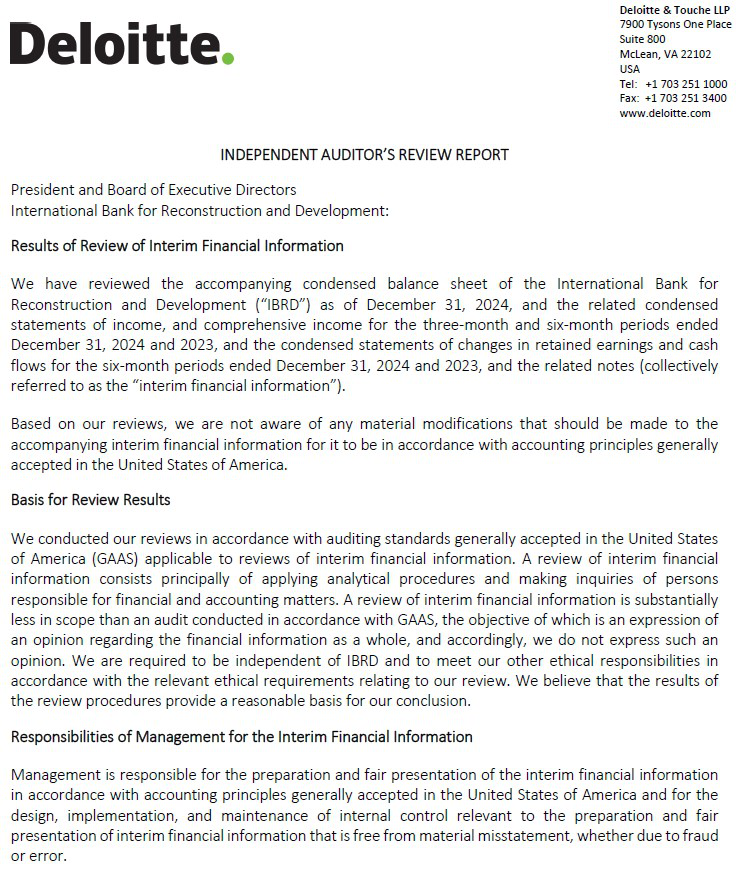 Deloitte.
Deloitte & Touche LLP
7900 Tysons One Place
Suite 800
McLean, VA 22102
USA
Tel: +1 703 251 1000
Fax: +1 703 251 3400
www.deloitte.com
INDEPENDENT AUDITOR’S REVIEW REPORT
President and Board of Executive Directors
International Bank for Reconstruction and Development:
Results of Review of Interim Financial Information
We have reviewed the accompanying condensed balance sheet of the International Bank for
Reconstruction and Development (“IBRD”) as of December 31, 2024, and the related condensed
statements of income, and comprehensive income for the three-month and six-month periods ended
December 31, 2024 and 2023, and the condensed statements of changes in retained earnings and cash
flows for the six-month periods ended December 31, 2024 and 2023, and the related notes (collectively
referred to as the “interim financial information”).
Based on our reviews, we are not aware of any material modifications that should be made to the
accompanying interim financial information for it to be in accordance with accounting principles generally
accepted in the United States of America.
Basis for Review Results
We conducted our reviews in accordance with auditing standards generally accepted in the United States
of America (GAAS) applicable to reviews of interim financial information. A review of interim financial
information consists principally of applying analytical procedures and making inquiries of persons
responsible for financial and accounting matters. A review of interim financial information is substantially
less in scope than an audit conducted in accordance with GAAS, the objective of which is an expression of
an opinion regarding the financial information as a whole, and accordingly, we do not express such an
opinion. We are required to be independent of IBRD and to meet our other ethical responsibilities in
accordance with the relevant ethical requirements relating to our review. We believe that the results of
the review procedures provide a reasonable basis for our conclusion.
Responsibilities of Management for the Interim Financial Information
Management is responsible for the preparation and fair presentation of the interim financial information
in accordance with accounting principles generally accepted in the United States of America and for the
design, implementation, and maintenance of internal control relevant to the preparation and fair
presentation of interim financial information that is free from material misstatement, whether due to fraud
or error.